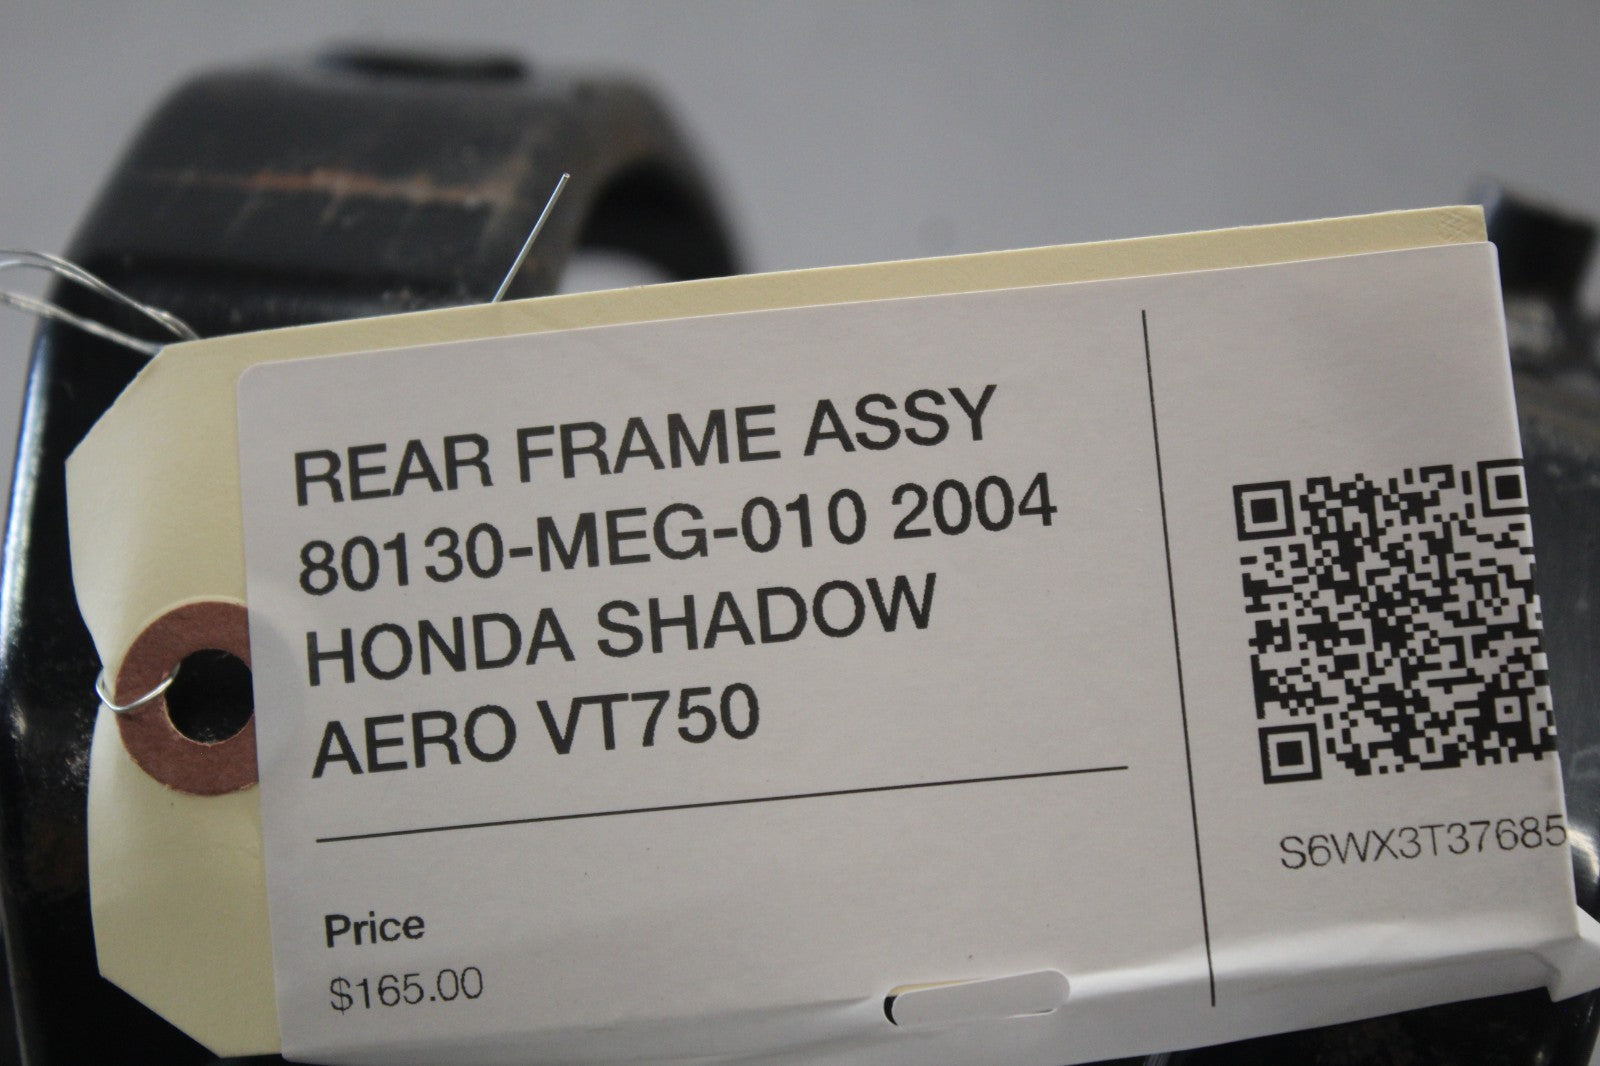 REAR FRAME ASSY
80130-MEG-010 2004
HONDA SHADOW
AERO VT750
Price
$165.00
S6WX3T37685